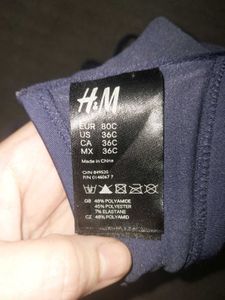 H&M
EUR 80C
US 36C
CA 36C
MX 36C
Made in China
GB 48% POLYAMIDE
45% POLYESTER
7% ELASTANE
CZ 48% POLYAMID